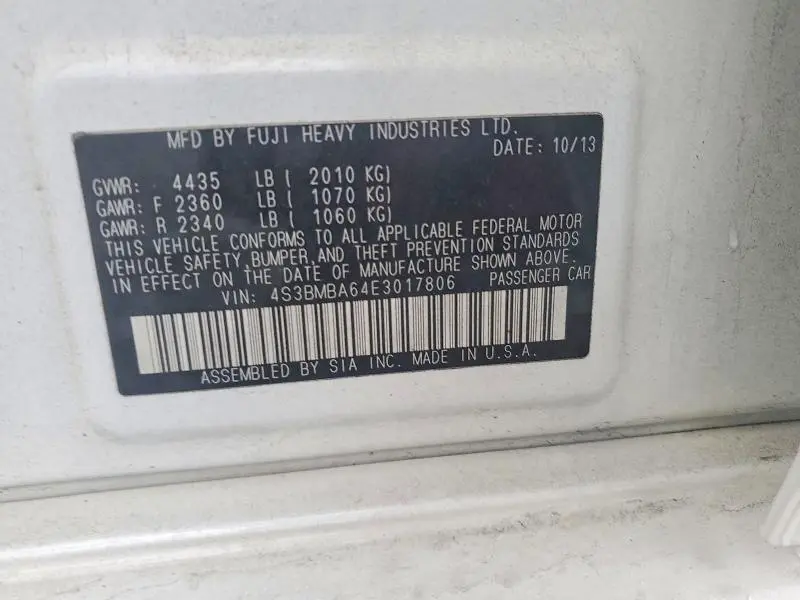 MFD BY FUJI HEAVY INDUSTRIES LTD.
DATE: 10/13
GVWR: 4435 LB ( 2010 KG)
GAWR: F 2360 LB ( 1070 KG)
GAWR: R 2340 LB ( 1060 KG)
THIS VEHICLE CONFORMS TO ALL APPLICABLE FEDERAL MOTOR
VEHICLE SAFETY, BUMPER, AND THEFT PREVENTION STANDARDS
IN EFFECT ON THE DATE OF MANUFACTURE SHOWN ABOVE.
VIN: 4S3BMBA64E3017806 PASSENGER CAR
ASSEMBLED BY SIA INC. MADE IN U.S.A.